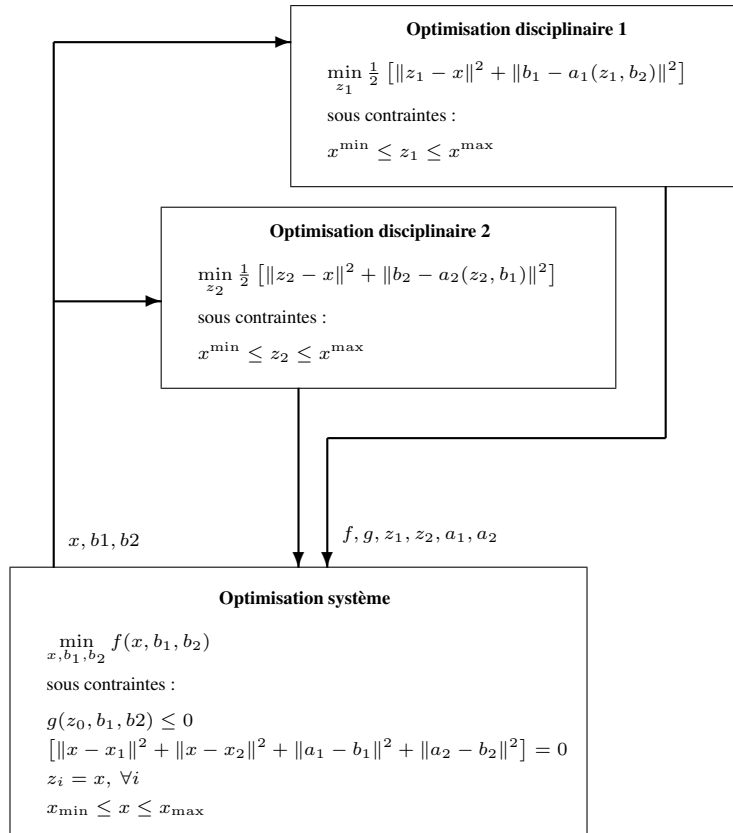 Optimisation disciplinaire 1
min_{z_1} \frac{1}{2} [‖z_1 − x‖^2 + ‖b_1 − a_1(z_1, b_2)‖^2]
sous contraintes :
x^{min} ≤ z_1 ≤ x^{max}
Optimisation disciplinaire 2
min_{z_2} \frac{1}{2} [‖z_2 − x‖^2 + ‖b_2 − a_2(z_2, b_1)‖^2]
sous contraintes :
x^{min} ≤ z_2 ≤ x^{max}
x, b1, b2
f, g, z_1, z_2, a_1, a_2
Optimisation système
min_{x,b_1,b_2} f(x, b_1, b_2)
sous contraintes :
g(z_0, b_1, b2) ≤ 0
[‖x − x_1‖^2 + ‖x − x_2‖^2 + ‖a_1 − b_1‖^2 + ‖a_2 − b_2‖^2] = 0
z_i = x, ∀i
x_{min} ≤ x ≤ x_{max}